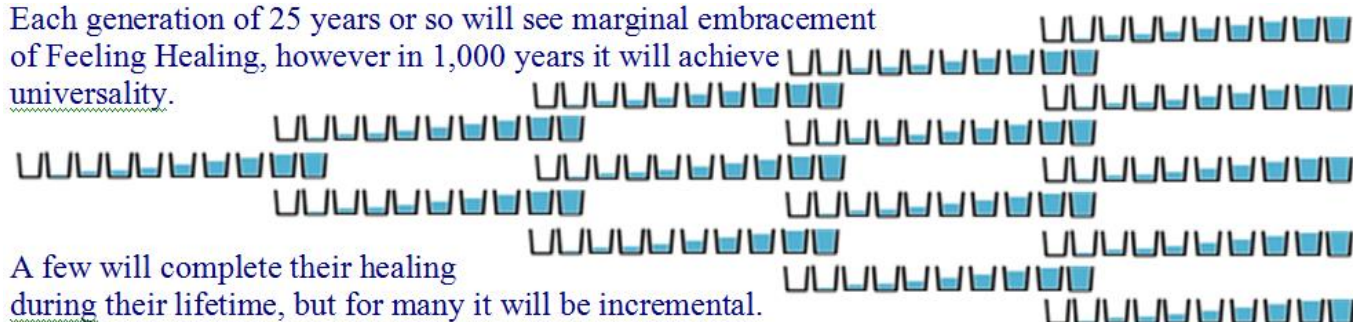 Each generation of 25 years or so will see marginal embracement
of Feeling Healing, however in 1,000 years it will achieve
universality.
A few will complete their healing
during their lifetime, but for many it will be incremental.